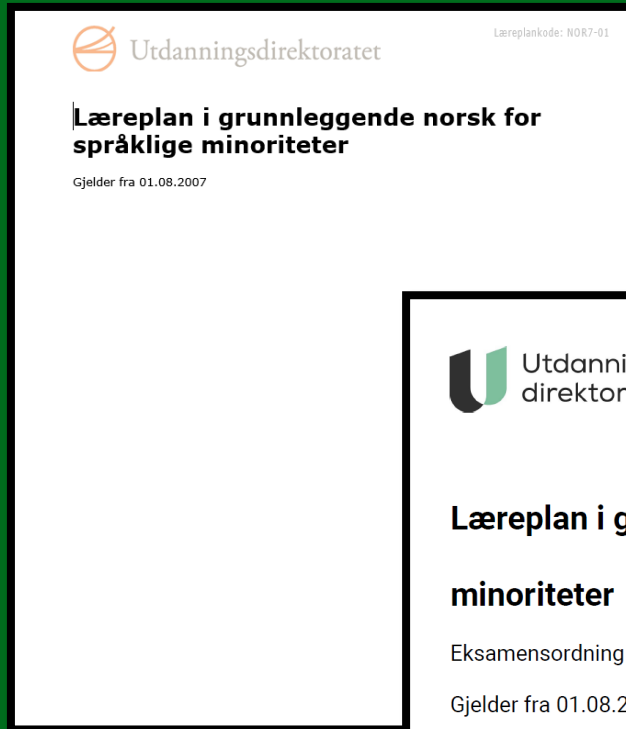 Utdanningsdirektoratet
Læreplankode: NOR7-01
Læreplan i grunnleggende norsk for
språklige minoriteter
Gjelder fra 01.08.2007
Utdanni
direktor
Læreplan i g
minoriteter
Eksamensordning
Gjelder fra 01.08.2